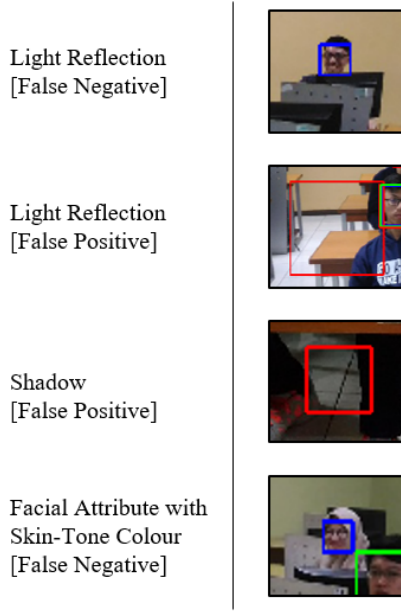 Light Reflection
[False Negative]
Light Reflection
[False Positive]
Shadow
[False Positive]
Facial Attribute with
Skin-Tone Colour
[False Negative]